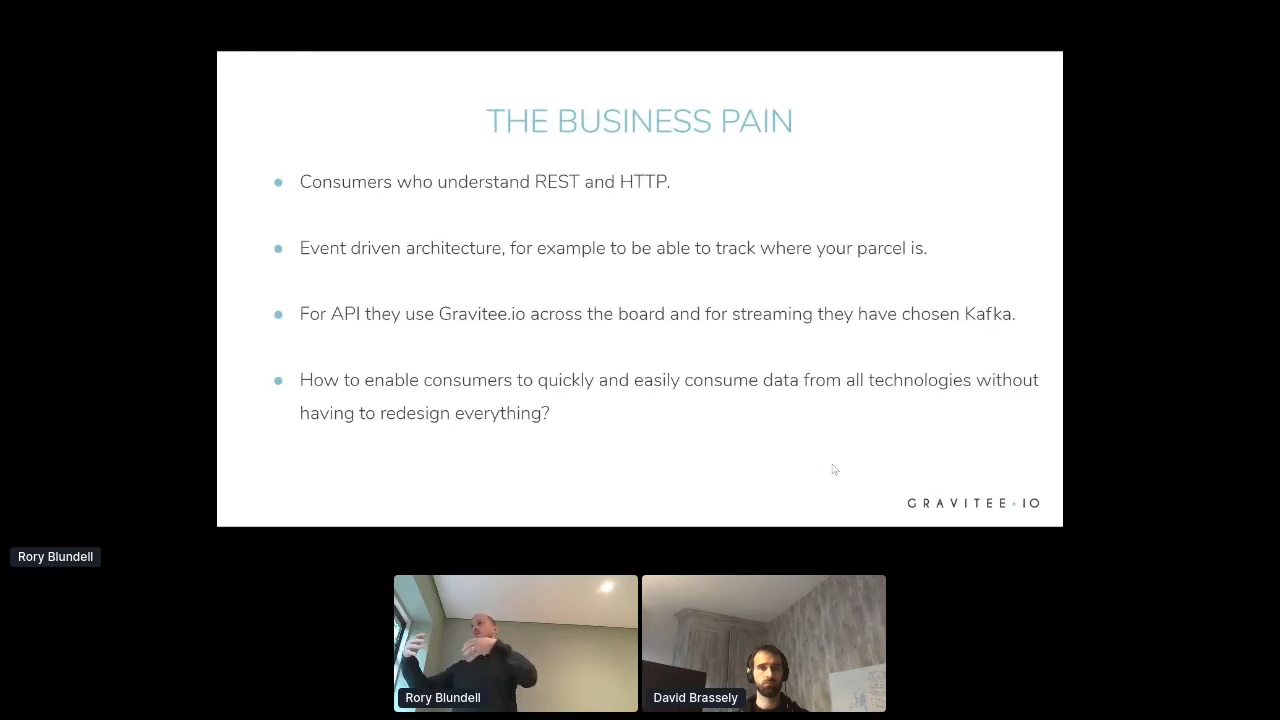 THE BUSINESS PAIN
Consumers who understand REST and HTTP.
Event driven architecture, for example to be able to track where your parcel is.
For API they use Gravitee.io across the board and for streaming they have chosen Kafka.
How to enable consumers to quickly and easily consume data from all technologies without
having to redesign everything?
GRAVITEE•IO
Rory Blundell
Rory Blundell
David Brassely